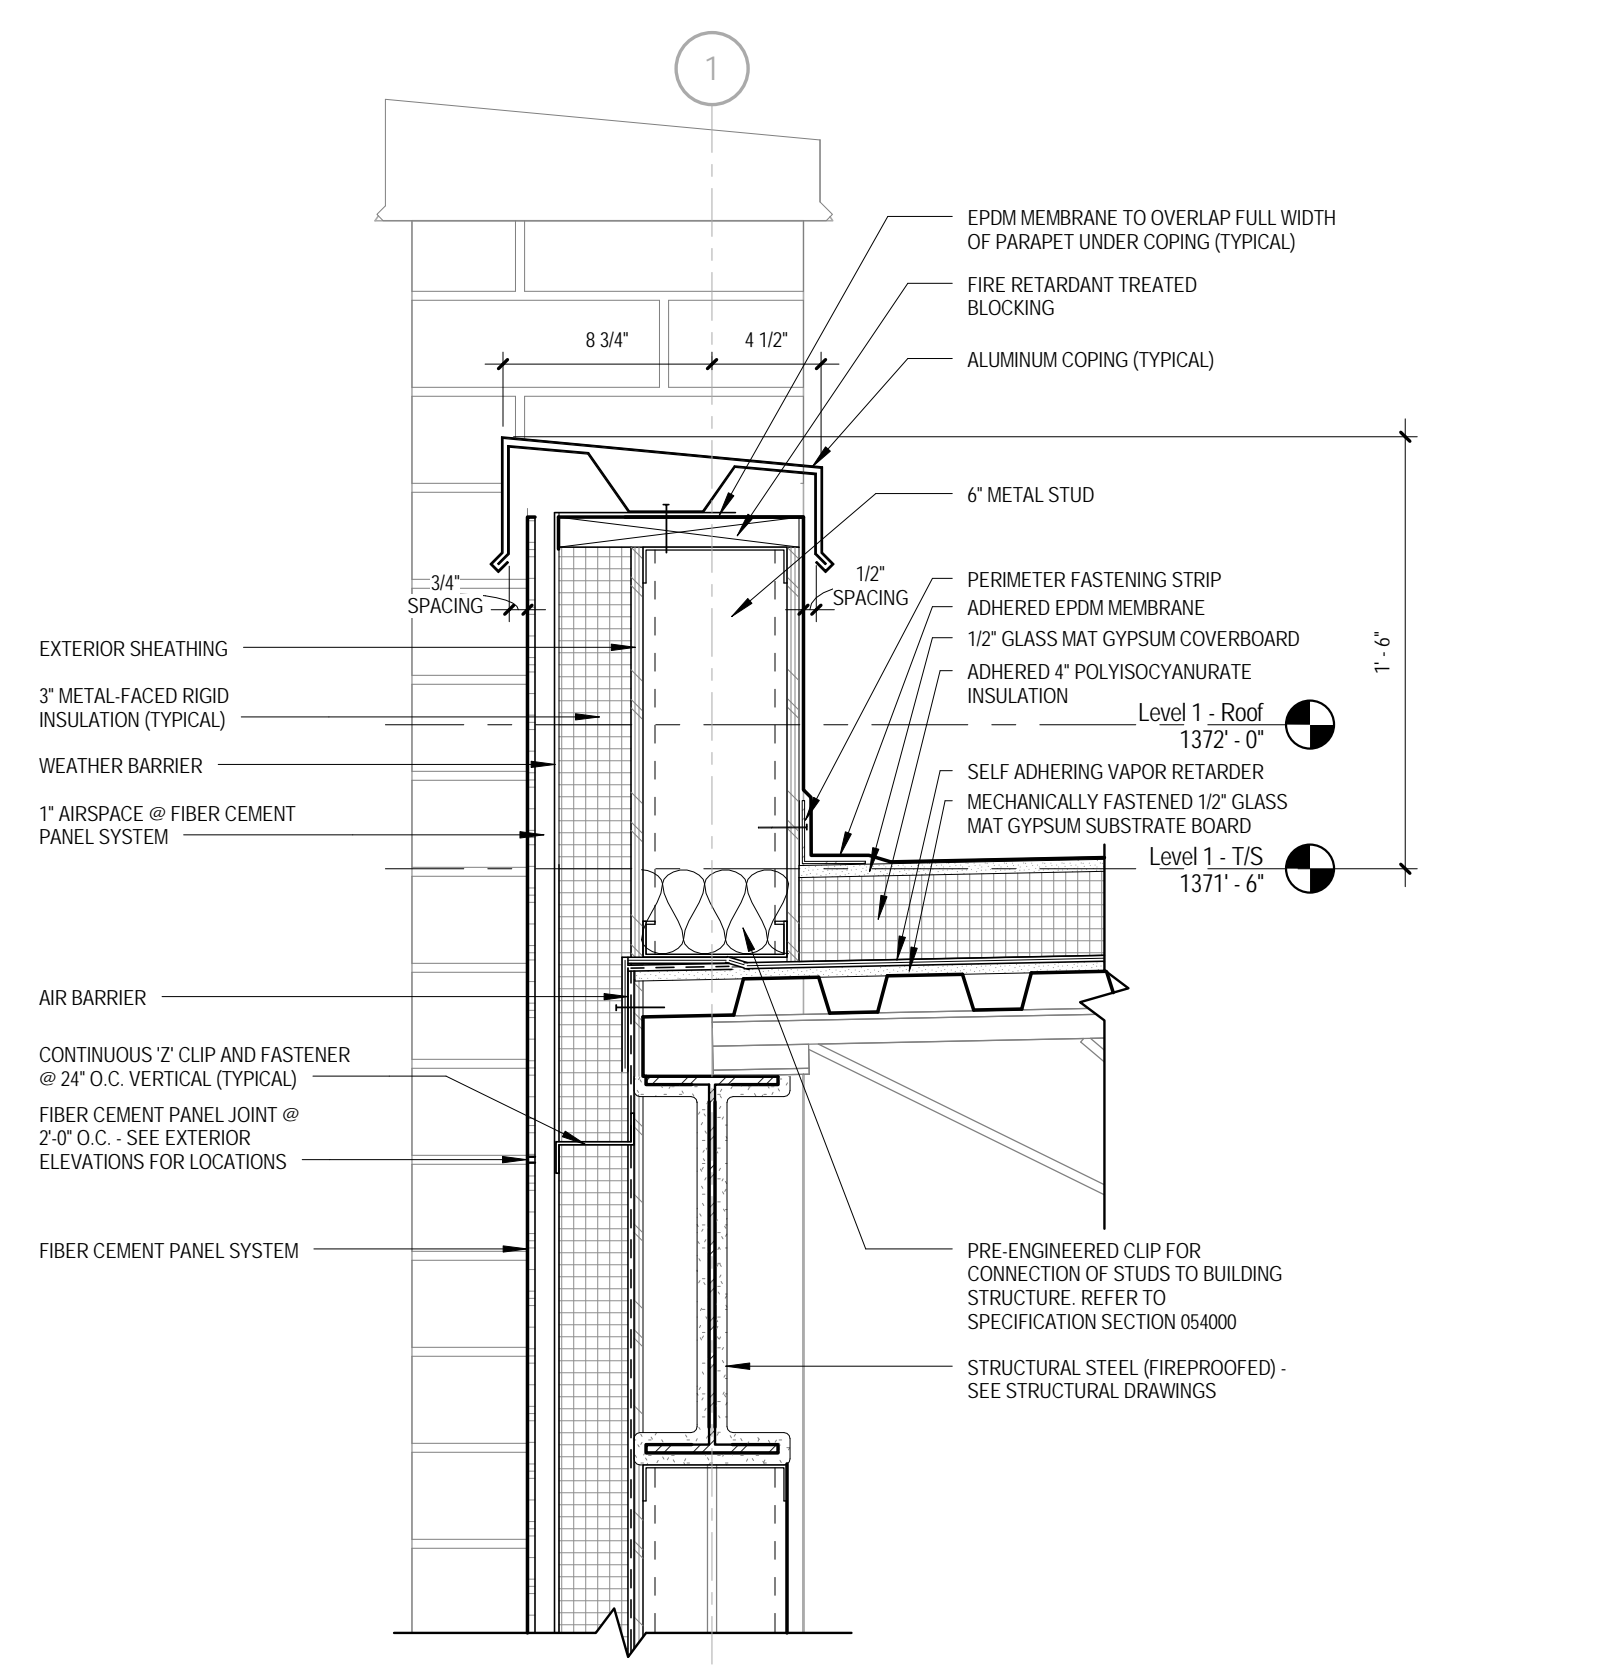 1
EPDM MEMBRANE TO OVERLAP FULL WIDTH
OF PARAPET UNDER COPING (TYPICAL)
FIRE RETARDANT TREATED
BLOCKING
8 3/4"
4 1/2"
ALUMINUM COPING (TYPICAL)
6" METAL STUD
3/4"
SPACING
1/2"
SPACING
PERIMETER FASTENING STRIP
ADHERED EPDM MEMBRANE
1/2" GLASS MAT GYPSUM COVERBOARD
ADHERED 4" POLYISOCYANURATE
INSULATION
1' - 6"
Level 1 - Roof
1372' - 0"
SELF ADHERING VAPOR RETARDER
MECHANICALLY FASTENED 1/2" GLASS
MAT GYPSUM SUBSTRATE BOARD
Level 1 - T/S
1371' - 6"
EXTERIOR SHEATHING
3" METAL-FACED RIGID
INSULATION (TYPICAL)
WEATHER BARRIER
1" AIRSPACE @ FIBER CEMENT
PANEL SYSTEM
AIR BARRIER
CONTINUOUS 'Z' CLIP AND FASTENER
@ 24" O.C. VERTICAL (TYPICAL)
FIBER CEMENT PANEL JOINT @
2'-0" O.C. - SEE EXTERIOR
ELEVATIONS FOR LOCATIONS
FIBER CEMENT PANEL SYSTEM
PRE-ENGINEERED CLIP FOR
CONNECTION OF STUDS TO BUILDING
STRUCTURE. REFER TO
SPECIFICATION SECTION 054000
STRUCTURAL STEEL (FIREPROOFED) -
SEE STRUCTURAL DRAWINGS